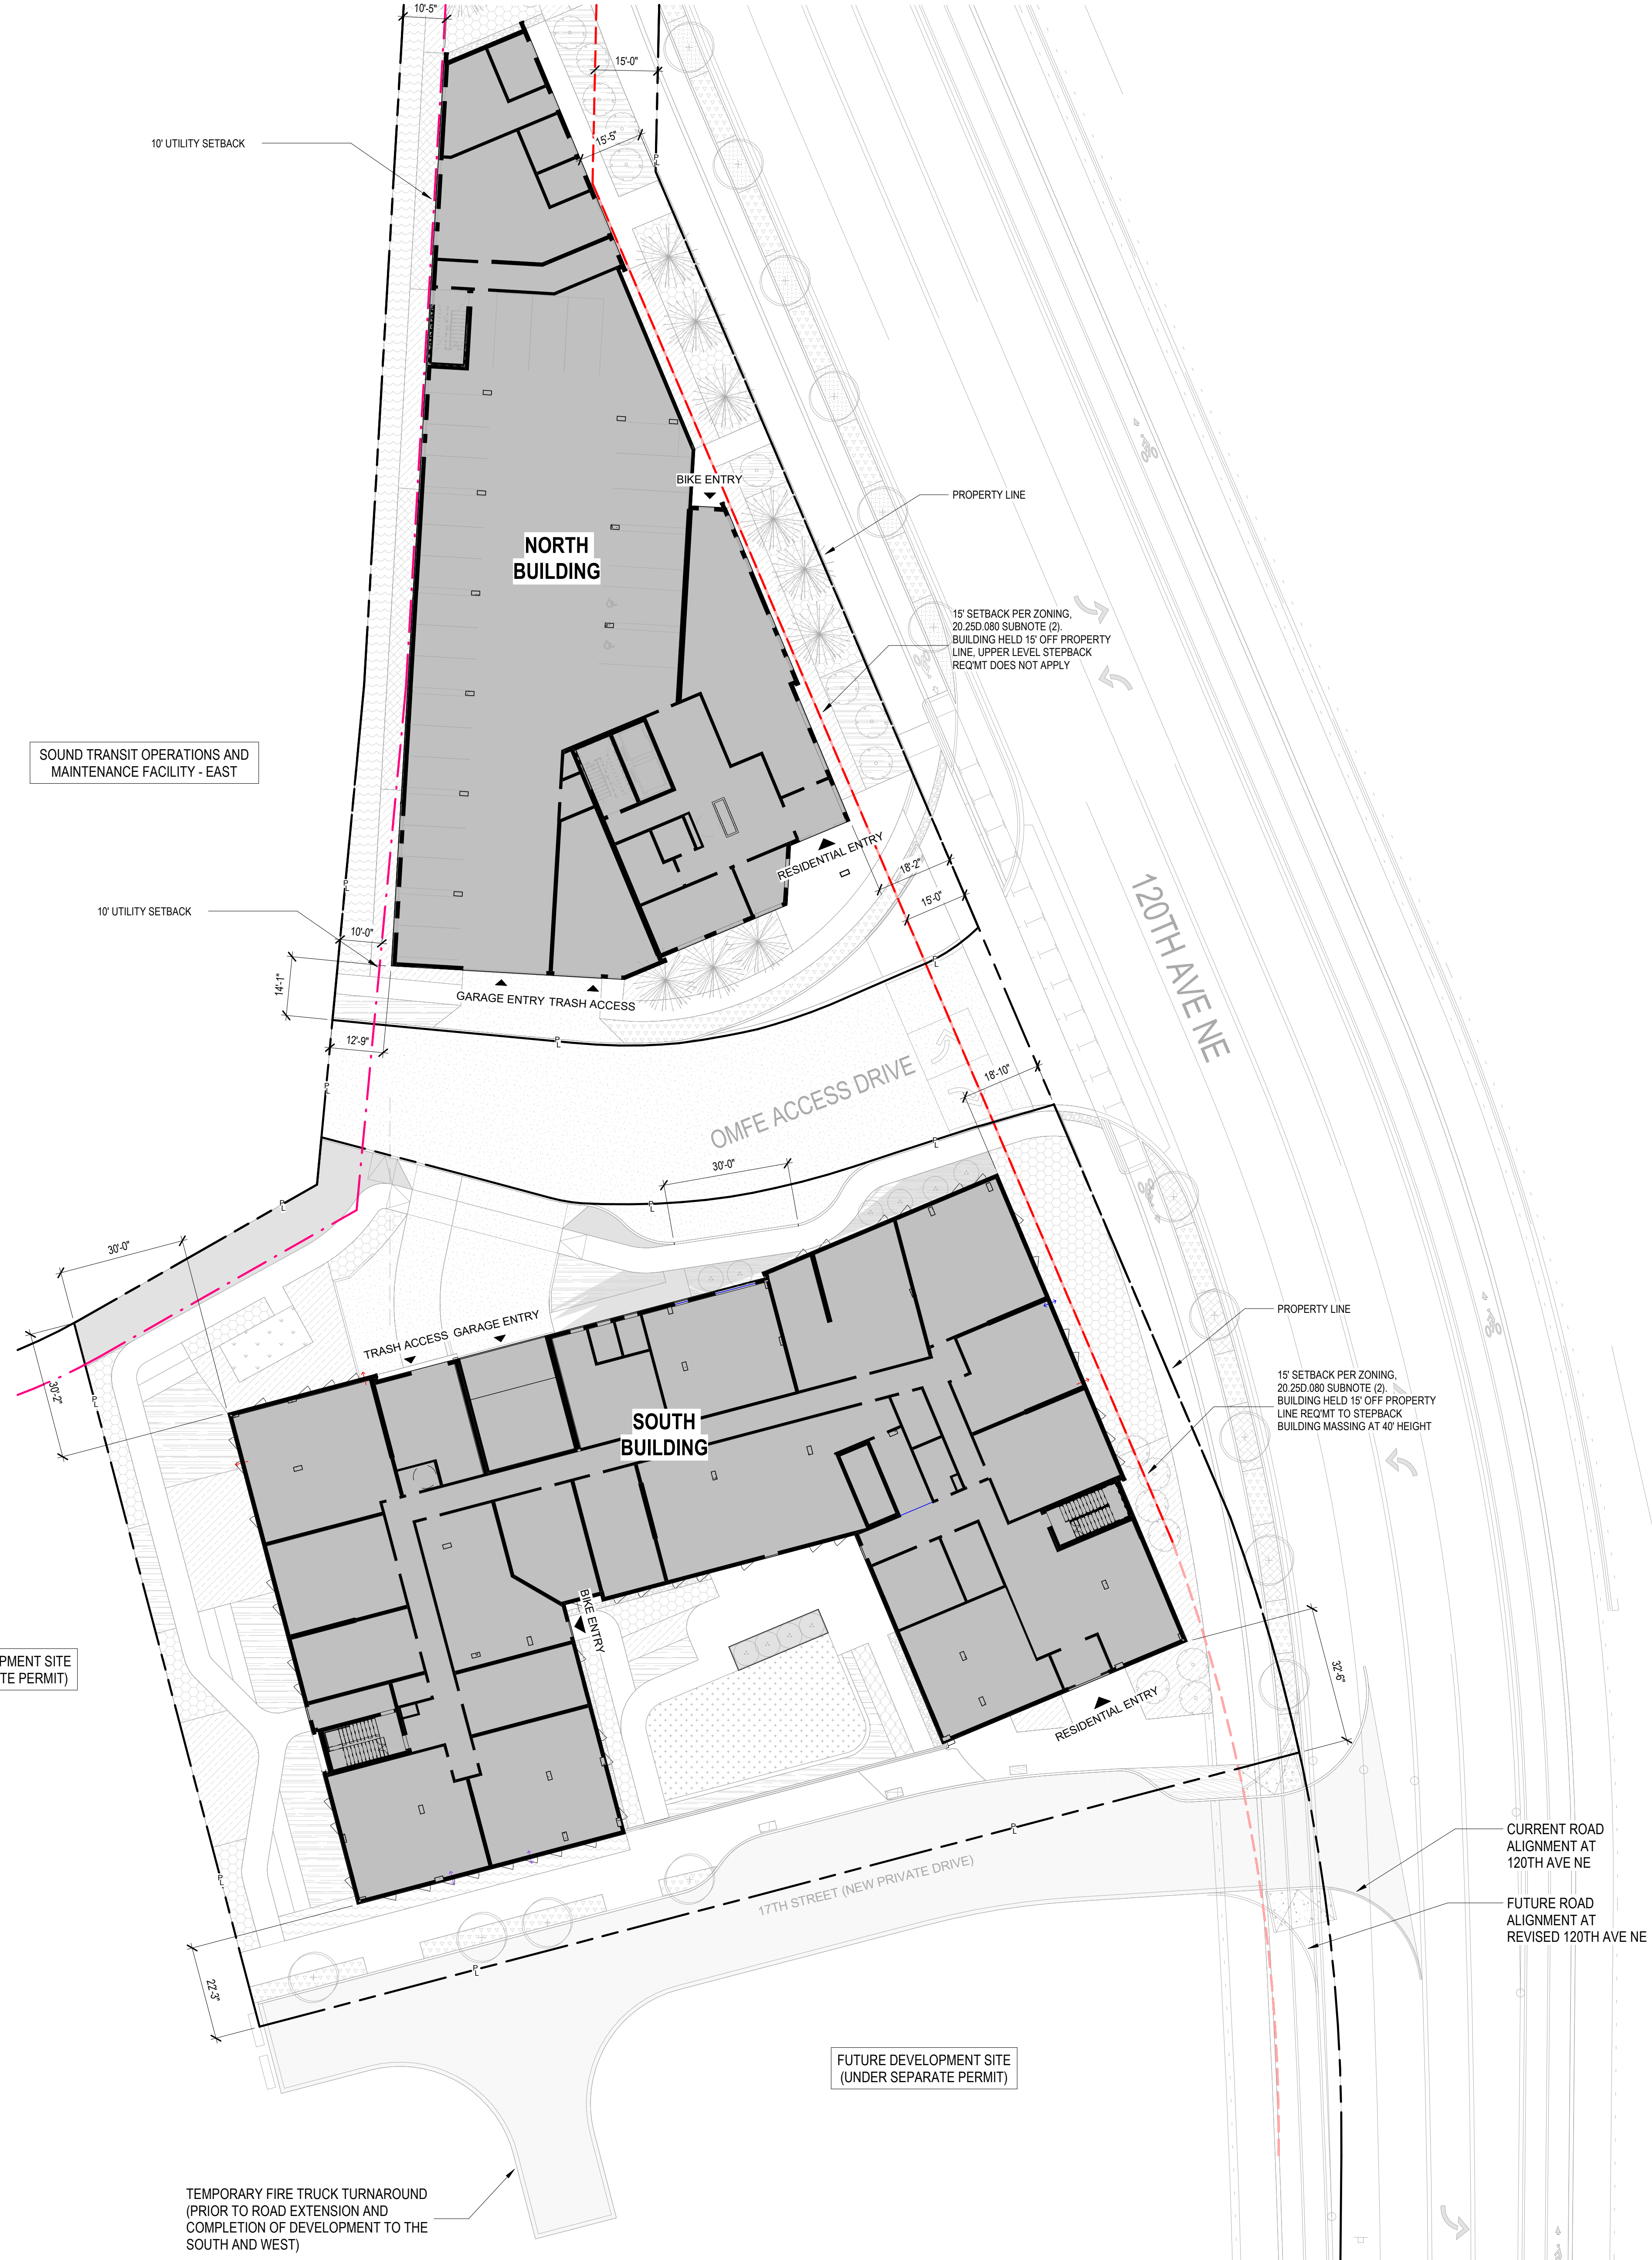 10'-5"
15'-0"
10' UTILITY SETBACK
15'-5"
P
L
BIKE ENTRY
PROPERTY LINE
NORTH
BUILDING
15' SETBACK PER ZONING,
20.25D.080 SUBNOTE (2).
BUILDING HELD 15' OFF PROPERTY
LINE, UPPER LEVEL STEPBACK
REQ'MT DOES NOT APPLY
SOUND TRANSIT OPERATIONS AND
MAINTENANCE FACILITY - EAST
RESIDENTIAL ENTRY
18'-2"
15'-0"
P
L
10' UTILITY SETBACK
10'-0"
120TH AVE NE
14'-1"
GARAGE ENTRY
TRASH ACCESS
P
L
12'-9"
P
L
P
L
18'-10"
OMFE ACCESS DRIVE
P
L
30'-0"
P
L
P
L
30'-0"
PROPERTY LINE
TRASH ACCESS
GARAGE ENTRY
30'-2"
P
L
15' SETBACK PER ZONING,
20.25D.080 SUBNOTE (2).
BUILDING HELD 15' OFF PROPERTY
LINE REQ'MT TO STEPBACK
BUILDING MASSING AT 40' HEIGHT
SOUTH
BUILDING
BIKE ENTRY
PMENT SITE
TE PERMIT)
32'-6"
RESIDENTIAL ENTRY
P
L
P
L
17TH STREET (NEW PRIVATE DRIVE)
CURRENT ROAD
ALIGNMENT AT
120TH AVE NE
FUTURE ROAD
ALIGNMENT AT
REVISED 120TH AVE NE
P
L
22'-3"
FUTURE DEVELOPMENT SITE
(UNDER SEPARATE PERMIT)
TEMPORARY FIRE TRUCK TURNAROUND
(PRIOR TO ROAD EXTENSION AND
COMPLETION OF DEVELOPMENT TO THE
SOUTH AND WEST)